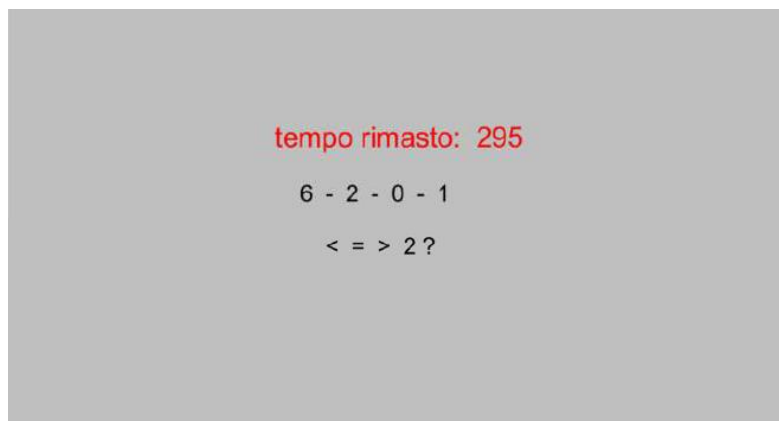 tempo rimasto: 295
6 - 2 - 0 - 1
< = > 2 ?